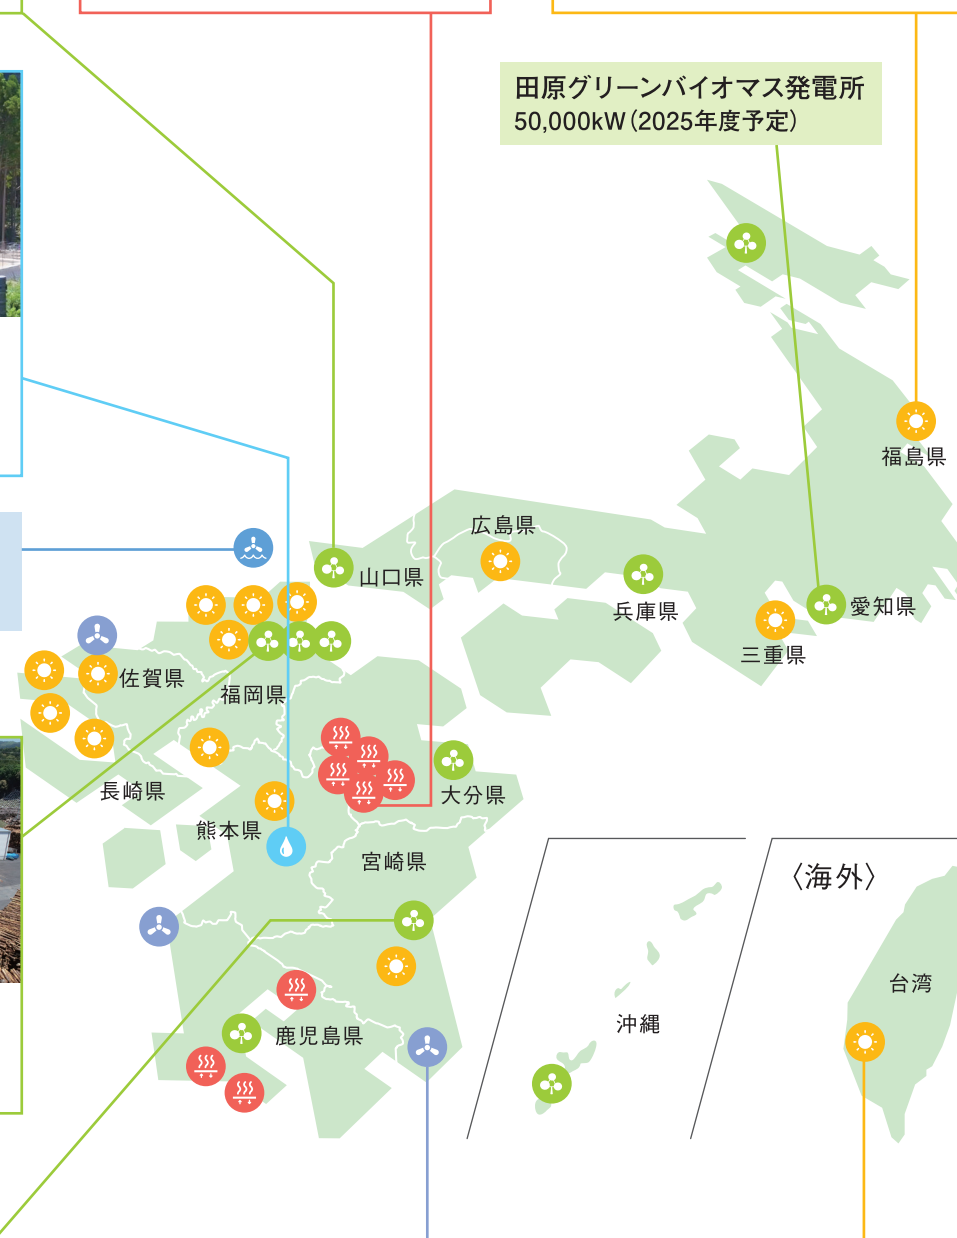 田原グリーンバイオマス発電所
50,000kW（2025年度予定）
福島県
広島県
山口県
兵庫県
愛知県
三重県
佐賀県
福岡県
長崎県
大分県
熊本県
宮崎県
〈海外〉
台湾
沖縄
鹿児島県